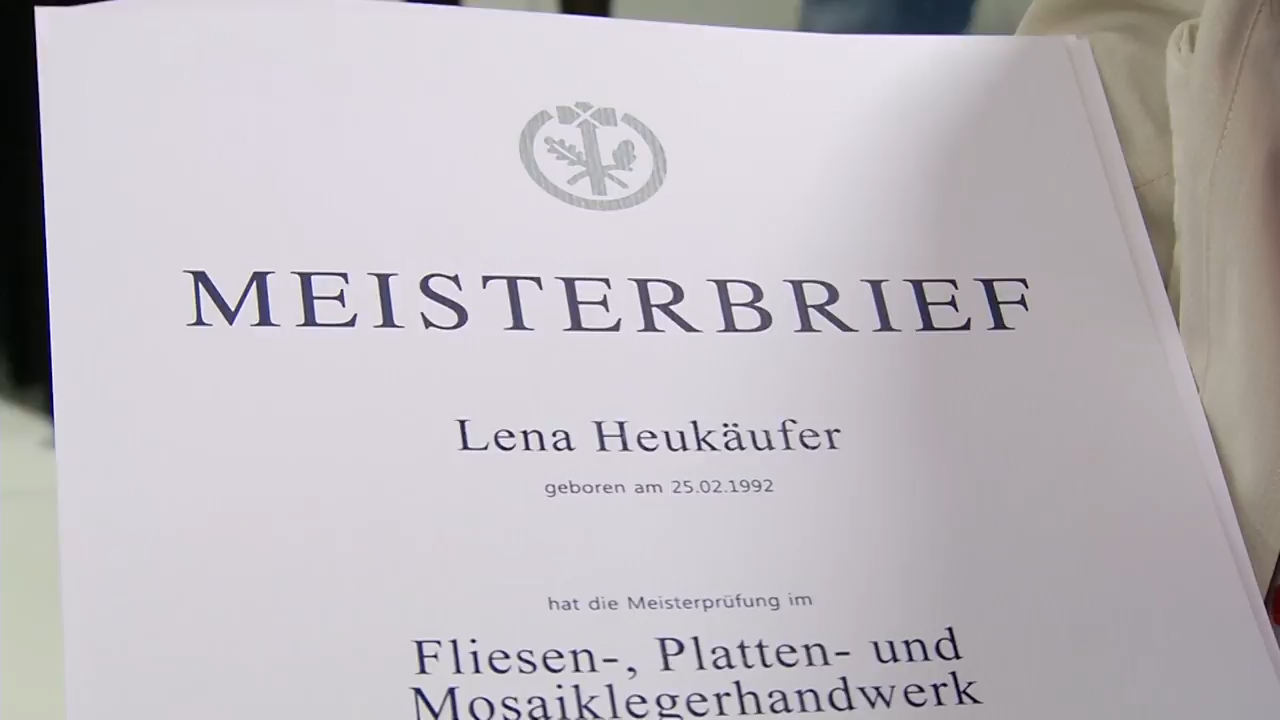 MEISTERBRIEF
Lena Heukäufer
geboren am 25.02.1992
hat die Meisterprüfung im
Fliesen-, Platten- und
Mosaiklegerhandwerk